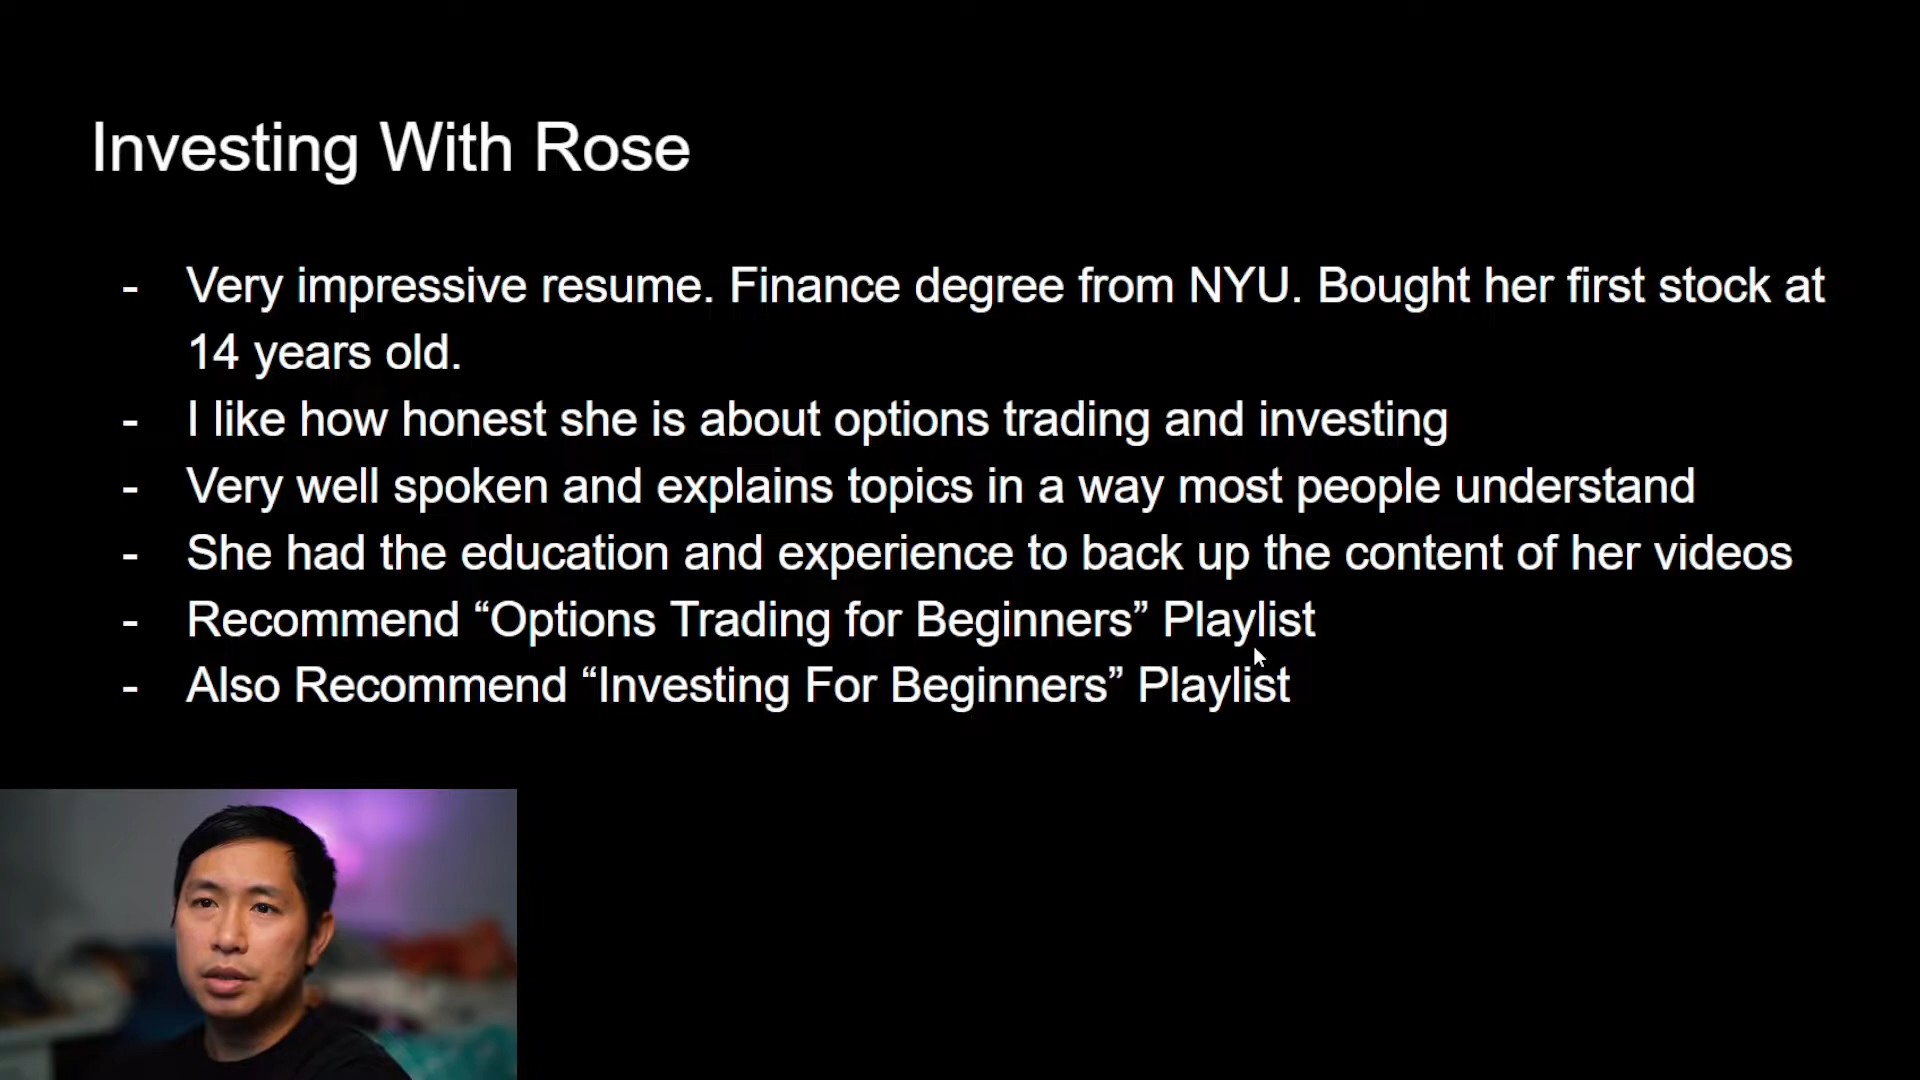 Investing With Rose
- Very impressive resume. Finance degree from NYU. Bought her first stock at
14 years old.
- I like how honest she is about options trading and investing
- Very well spoken and explains topics in a way most people understand
- She had the education and experience to back up the content of her videos
- Recommend “Options Trading for Beginners” Playlist
- Also Recommend “Investing For Beginners” Playlist